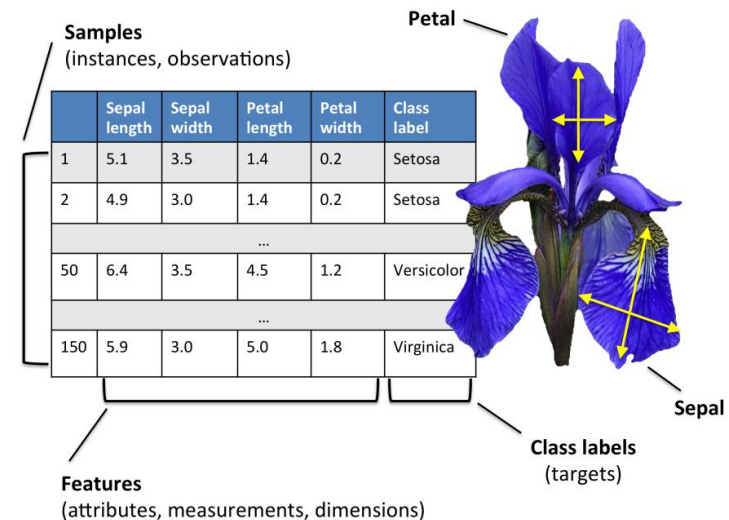 Samples
(instances, observations)
Petal
Sepal length Sepal width Petal length Petal width Class label
1 5.1 3.5 1.4 0.2 Setosa
2 4.9 3.0 1.4 0.2 Setosa
...
50 6.4 3.5 4.5 1.2 Versicolor
...
150 5.9 3.0 5.0 1.8 Virginica
Sepal
Class labels
(targets)
Features
(attributes, measurements, dimensions)